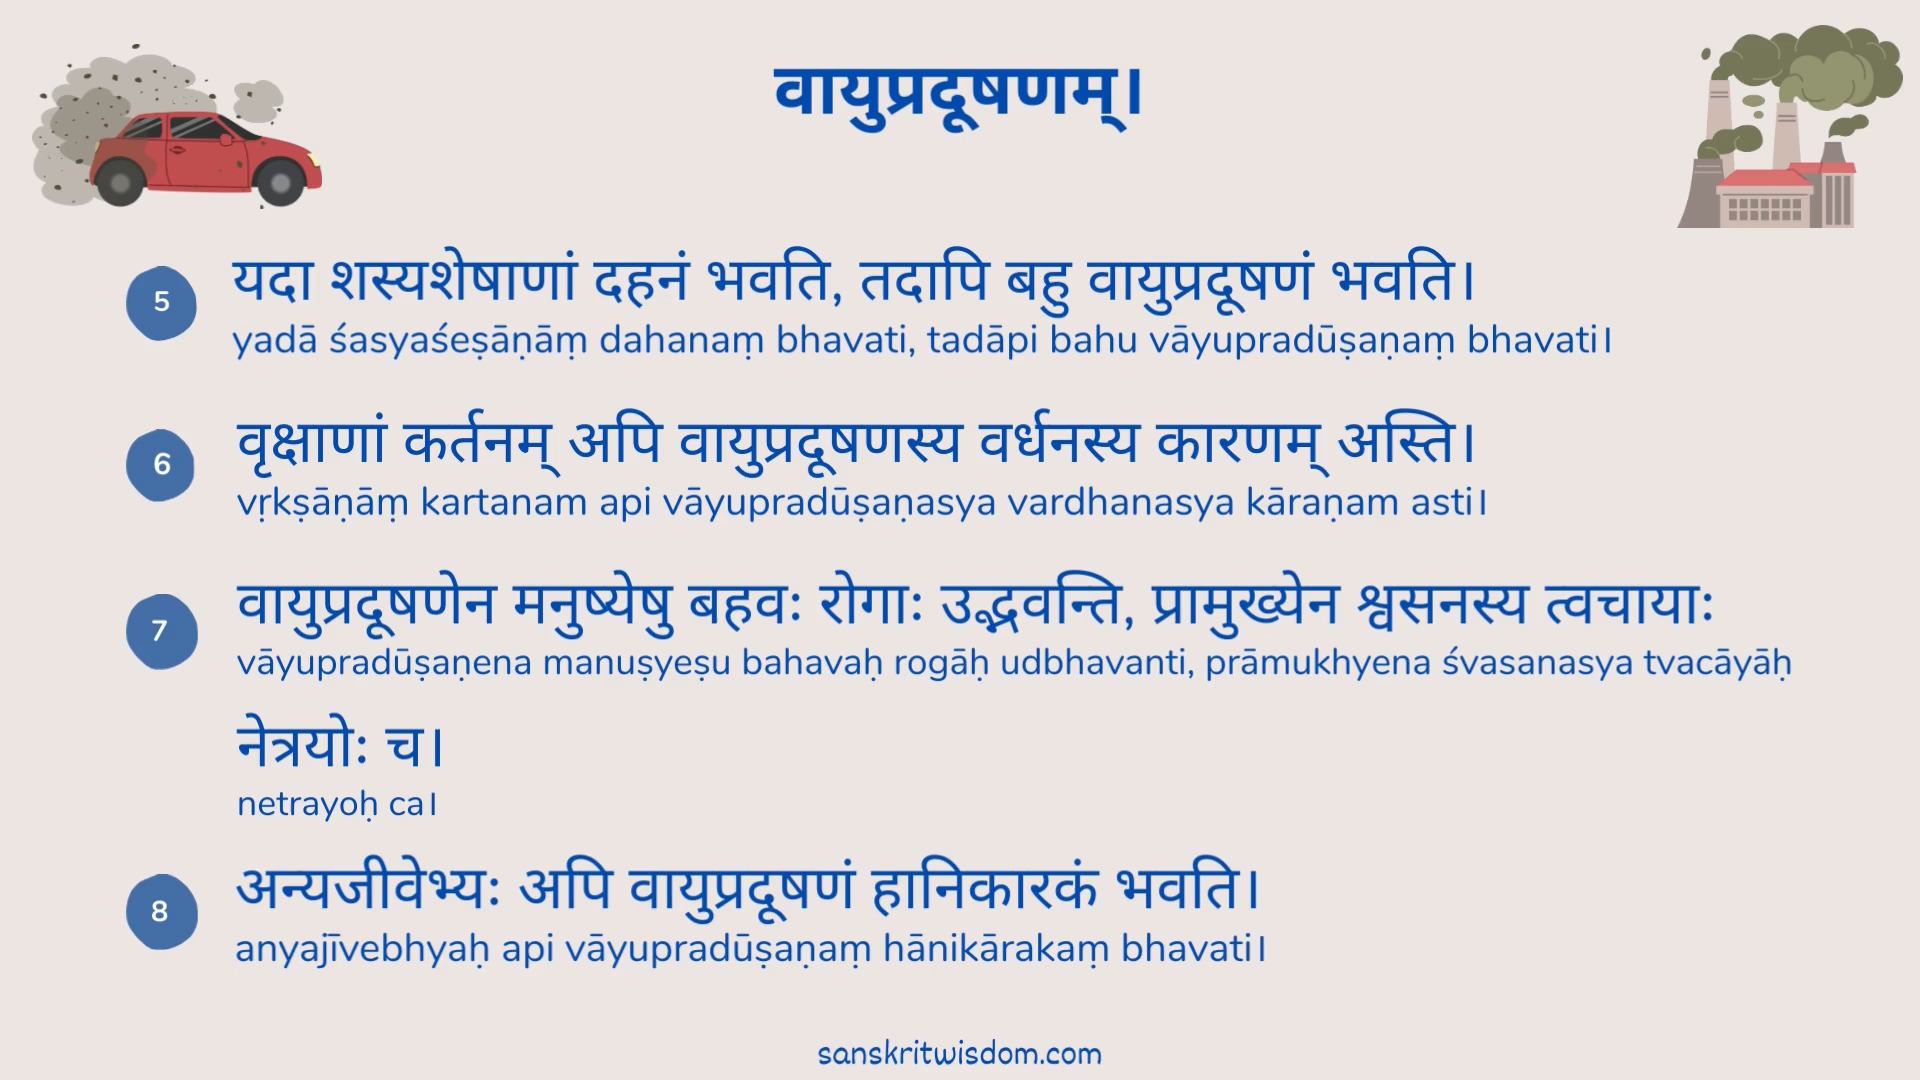 वायुप्रदूषणम्।
5
यदा शस्यशेषाणां दहनं भवति, तदापि बहु वायुप्रदूषणं भवति।
yadā śasyaśeṣāṇāṃ dahanaṃ bhavati, tadāpi bahu vāyupradūṣaṇaṃ bhavati।
6
वृक्षाणां कर्तनम् अपि वायुप्रदूषणस्य वर्धनस्य कारणम् अस्ति।
vṛkṣāṇāṃ kartanam api vāyupradūṣaṇasya vardhanasya kāraṇam asti।
7
वायुप्रदूषणेन मनुष्येषु बहवः रोगाः उद्भवन्ति, प्रामुख्येन श्वसनस्य त्वचायाः
vāyupradūṣaṇena manuṣyeṣu bahavaḥ rogāḥ udbhavanti, prāmukhyena śvasanasya tvacāyāḥ
नेत्रयोः च।
netrayoḥ ca।
8
अन्यजीवेभ्यः अपि वायुप्रदूषणं हानिकारकं भवति।
anyajīvebhyaḥ api vāyupradūṣaṇaṃ hānikārakaṃ bhavati।
sanskritwisdom.com